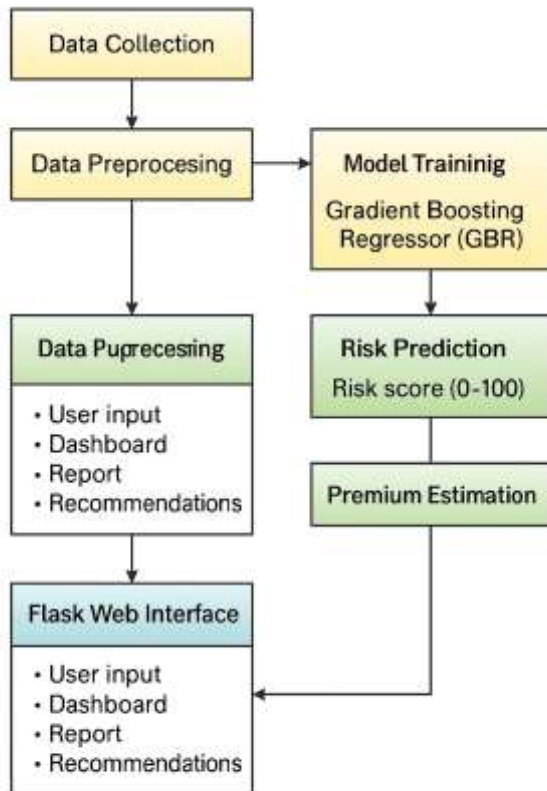 Data Collection
Data Preprocesing
Model Traininig
Gradient Boosting
Regressor (GBR)
Data Puprecessing
• User input
• Dashboard
• Report
• Recommendations
Risk Prediction
Risk score (0-100)
Premium Estimation
Flask Web Interface
• User input
• Dashboard
• Report
• Recommendations